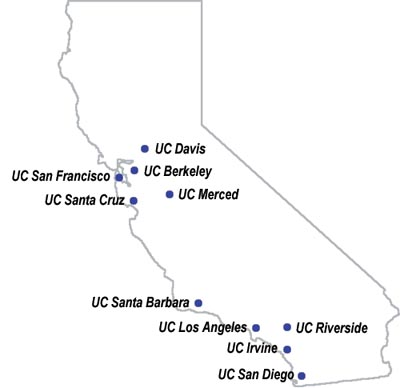 UC Davis
UC Berkeley
UC San Francisco
UC Merced
UC Santa Cruz
UC Santa Barbara
UC Los Angeles
UC Riverside
UC Irvine
UC San Diego